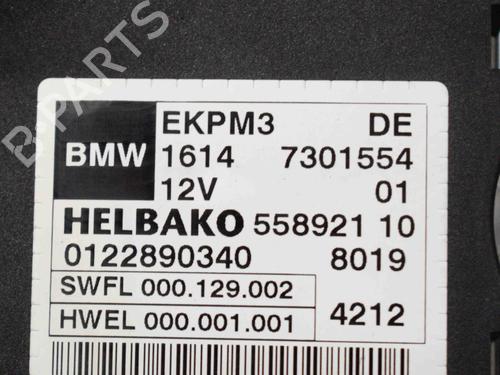 B-PARTS
EKPM3 DE
BMW 1614 7301554
12V 01
HELBAKO 558921 10
0122890340 8019
SWFL 000.129.002
HWEL 000.001.001 4212